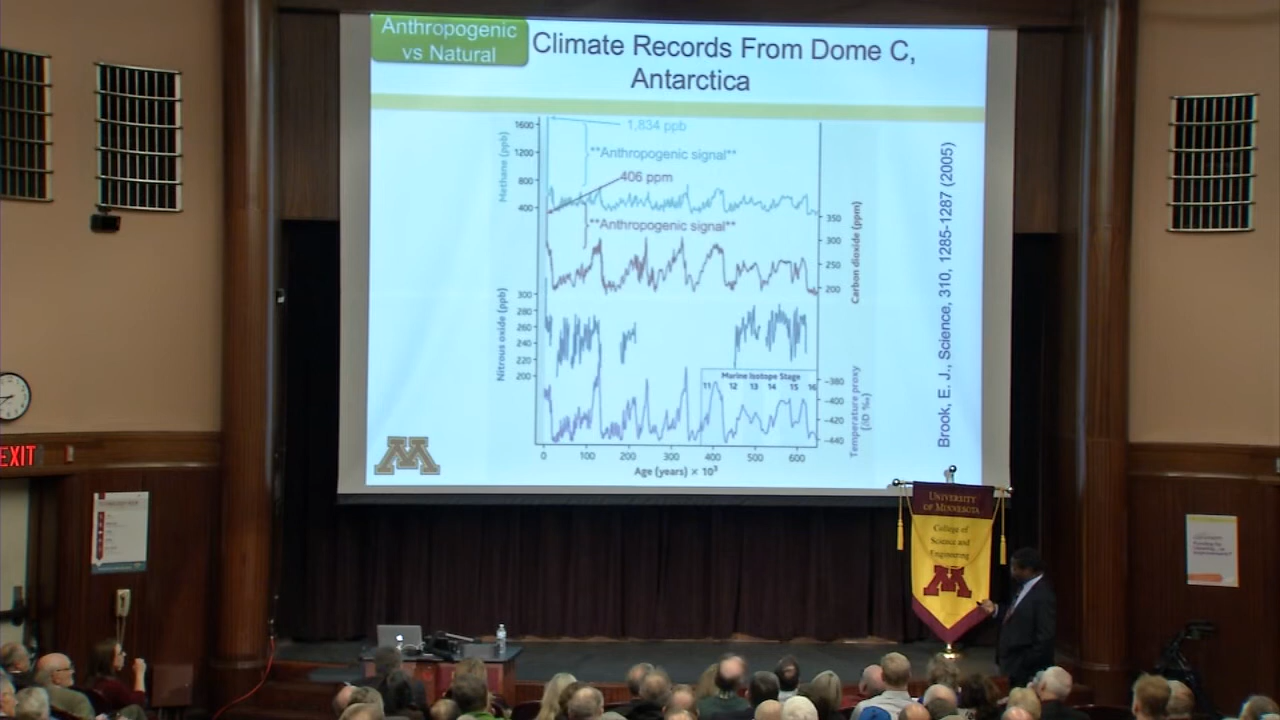 Anthropogenic
vs Natural
Climate Records From Dome C,
Antarctica
1,834 ppb
**Anthropogenic signal**
406 ppm
**Anthropogenic signal**
Methane (ppb)
1600
1200
800
400
Carbon dioxide (ppm)
350
300
250
200
Nitrous oxide (ppb)
300
280
260
240
220
200
Marine Isotope Stage
11 12 13 14 15 16
Temperature proxy
(δD ‰)
-380
-400
-420
-440
0 100 200 300 400 500 600
Age (years) × 10³
Brook, E. J., Science, 310, 1285-1287 (2005)
M
EXIT
UNIVERSITY
OF MINNESOTA
College of
Science and
Engineering
M